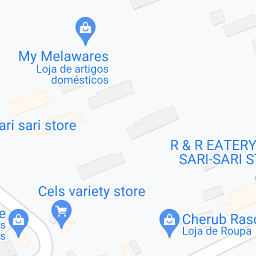 My Melawares
Loja de artigos
domésticos
ari sari store
R & R EATERY
SARI-SARI S
Cels variety store
e
s
Cherub Rasc
Loja de Roupa